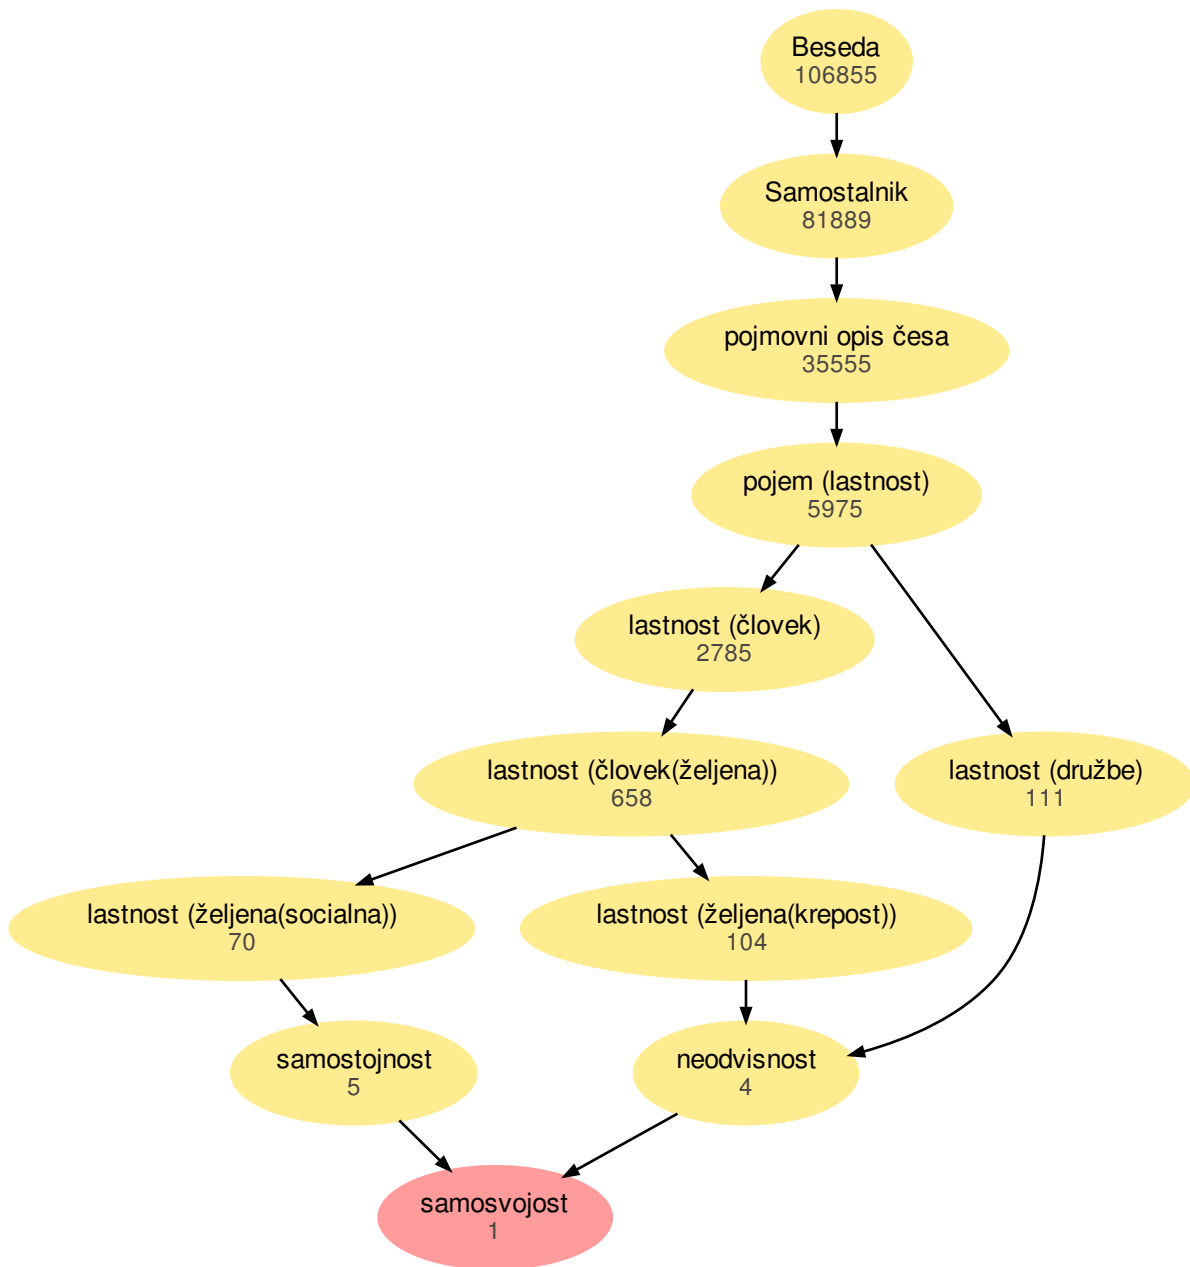 Beseda
106855
Samostalnik
81889
pojmovni opis česa
35555
pojem (lastnost)
5975
lastnost (človek)
2785
lastnost (človek(željena))
658
lastnost (družbe)
111
lastnost (željena(socialna))
70
lastnost (željena(krepost))
104
samostojnost
5
neodvisnost
4
samosvojost
1